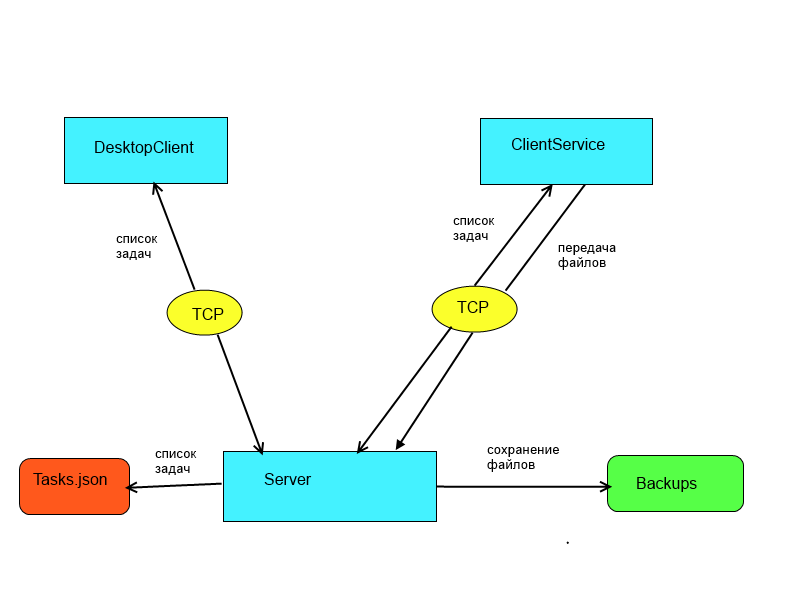 DesktopClient
ClientService
список
задач
список
задач
передача
файлов
TCP
TCP
список
задач
сохранение
файлов
Tasks.json
Server
Backups
.